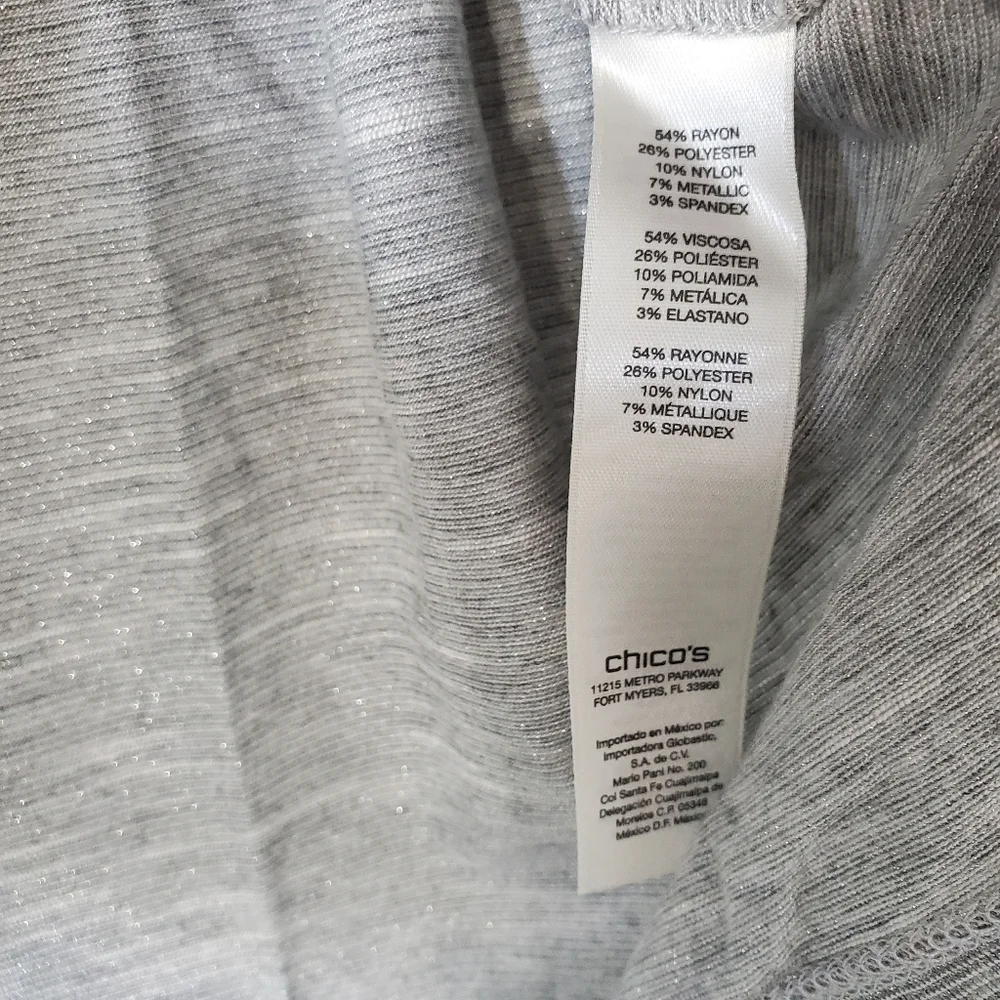 54% RAYON
26% POLYESTER
10% NYLON
7% METALLIC
3% SPANDEX
54% VISCOSA
26% POLIÉSTER
10% POLIAMIDA
7% METÁLICA
3% ELASTANO
54% RAYONNE
26% POLYESTER
10% NYLON
7% MÉTALLIQUE
3% SPANDEX
chico's
11215 METRO PARKWAY
FORT MYERS, FL 33966
Importado en México por:
Importadora Globastic,
S.A. de C.V.
Mario Pani No. 200
Col Santa Fe Cuajimalpa
Delegación Cuajimalpa de
Morelos C.P. 05348
México D.F. México